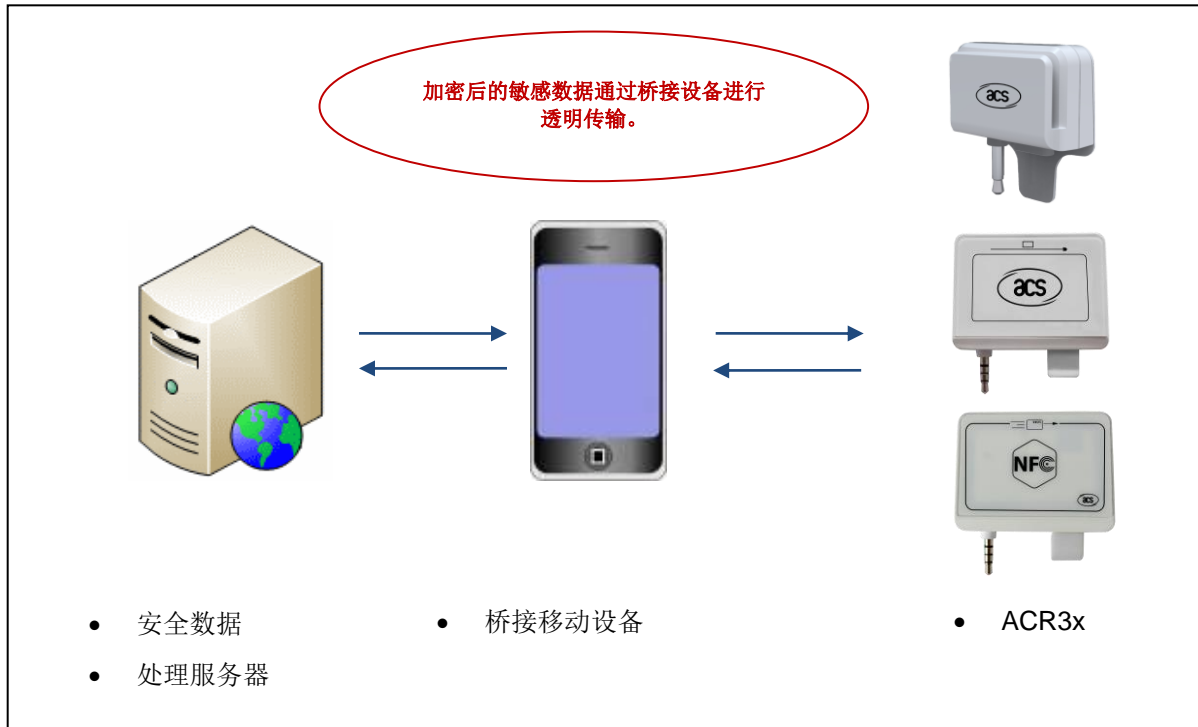 加密后的敏感数据通过桥接设备进行
透明传输。
acs
acs
NFC
acs
• 安全数据
• 处理服务器
• 桥接移动设备
• ACR3x